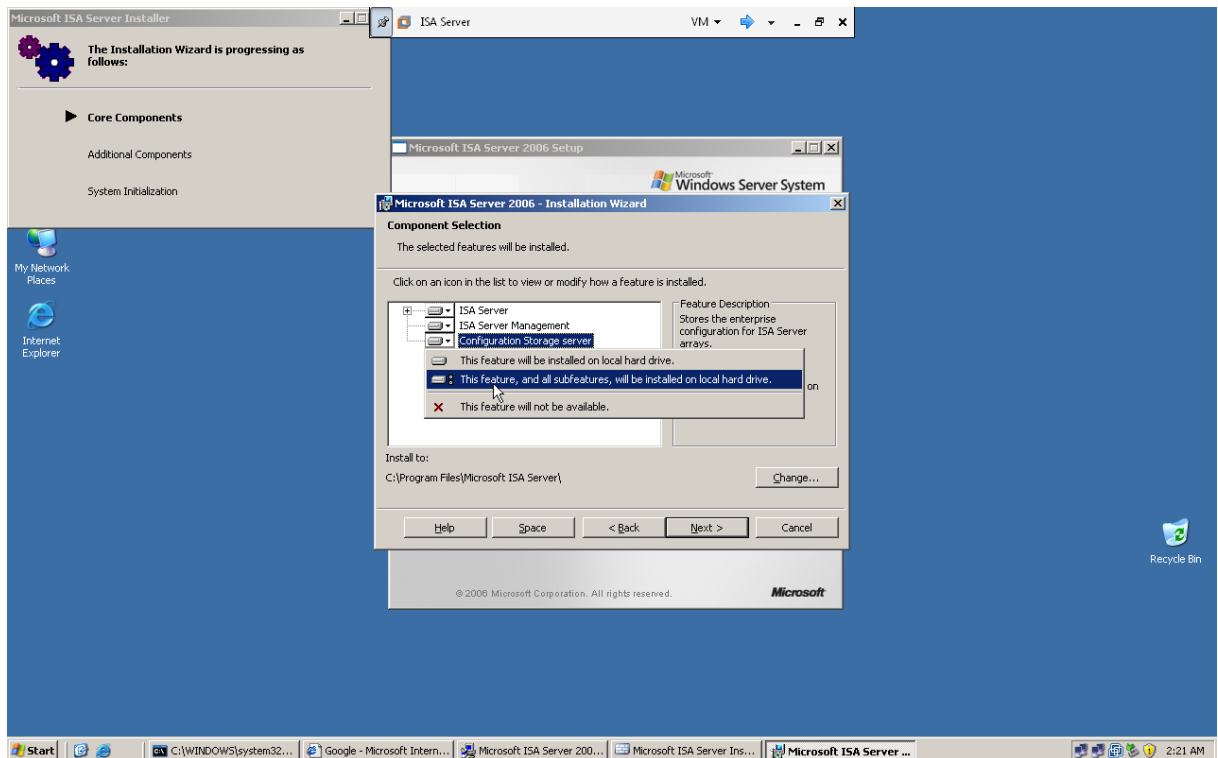 Microsoft ISA Server Installer
ISA Server
VM
The Installation Wizard is progressing as
follows:
Core Components
Additional Components
System Initialization
My Network
Places
Internet
Explorer
Microsoft ISA Server 2006 Setup
Microsoft
Windows Server System
Microsoft ISA Server 2006 - Installation Wizard
Component Selection
The selected features will be installed.
Click on an icon in the list to view or modify how a feature is installed.
ISA Server
ISA Server Management
Configuration Storage server
Feature Description
Stores the enterprise
configuration for ISA Server
arrays.
This feature will be installed on local hard drive.
This feature, and all subfeatures, will be installed on local hard drive.
on
This feature will not be available.
Install to:
C:\Program Files\Microsoft ISA Server\
Change...
Help
Space
< Back
Next >
Cancel
© 2006 Microsoft Corporation. All rights reserved.
Microsoft
Recycle Bin
Start
C:\WINDOWS\system32...
Google - Microsoft Intern...
Microsoft ISA Server 200...
Microsoft ISA Server Ins...
Microsoft ISA Server ...
2:21 AM